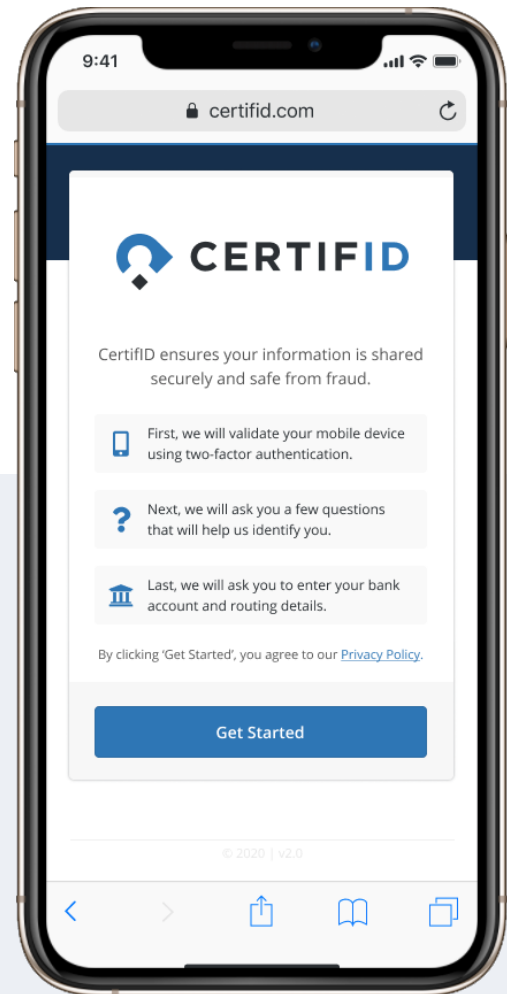 9:41
certifid.com
CERTIFID
CertifID ensures your information is shared
securely and safe from fraud.
First, we will validate your mobile device
using two-factor authentication.
Next, we will ask you a few questions
that will help us identify you.
Last, we will ask you to enter your bank
account and routing details.
By clicking ‘Get Started’, you agree to our Privacy Policy.
Get Started
© 2020 | v2.0